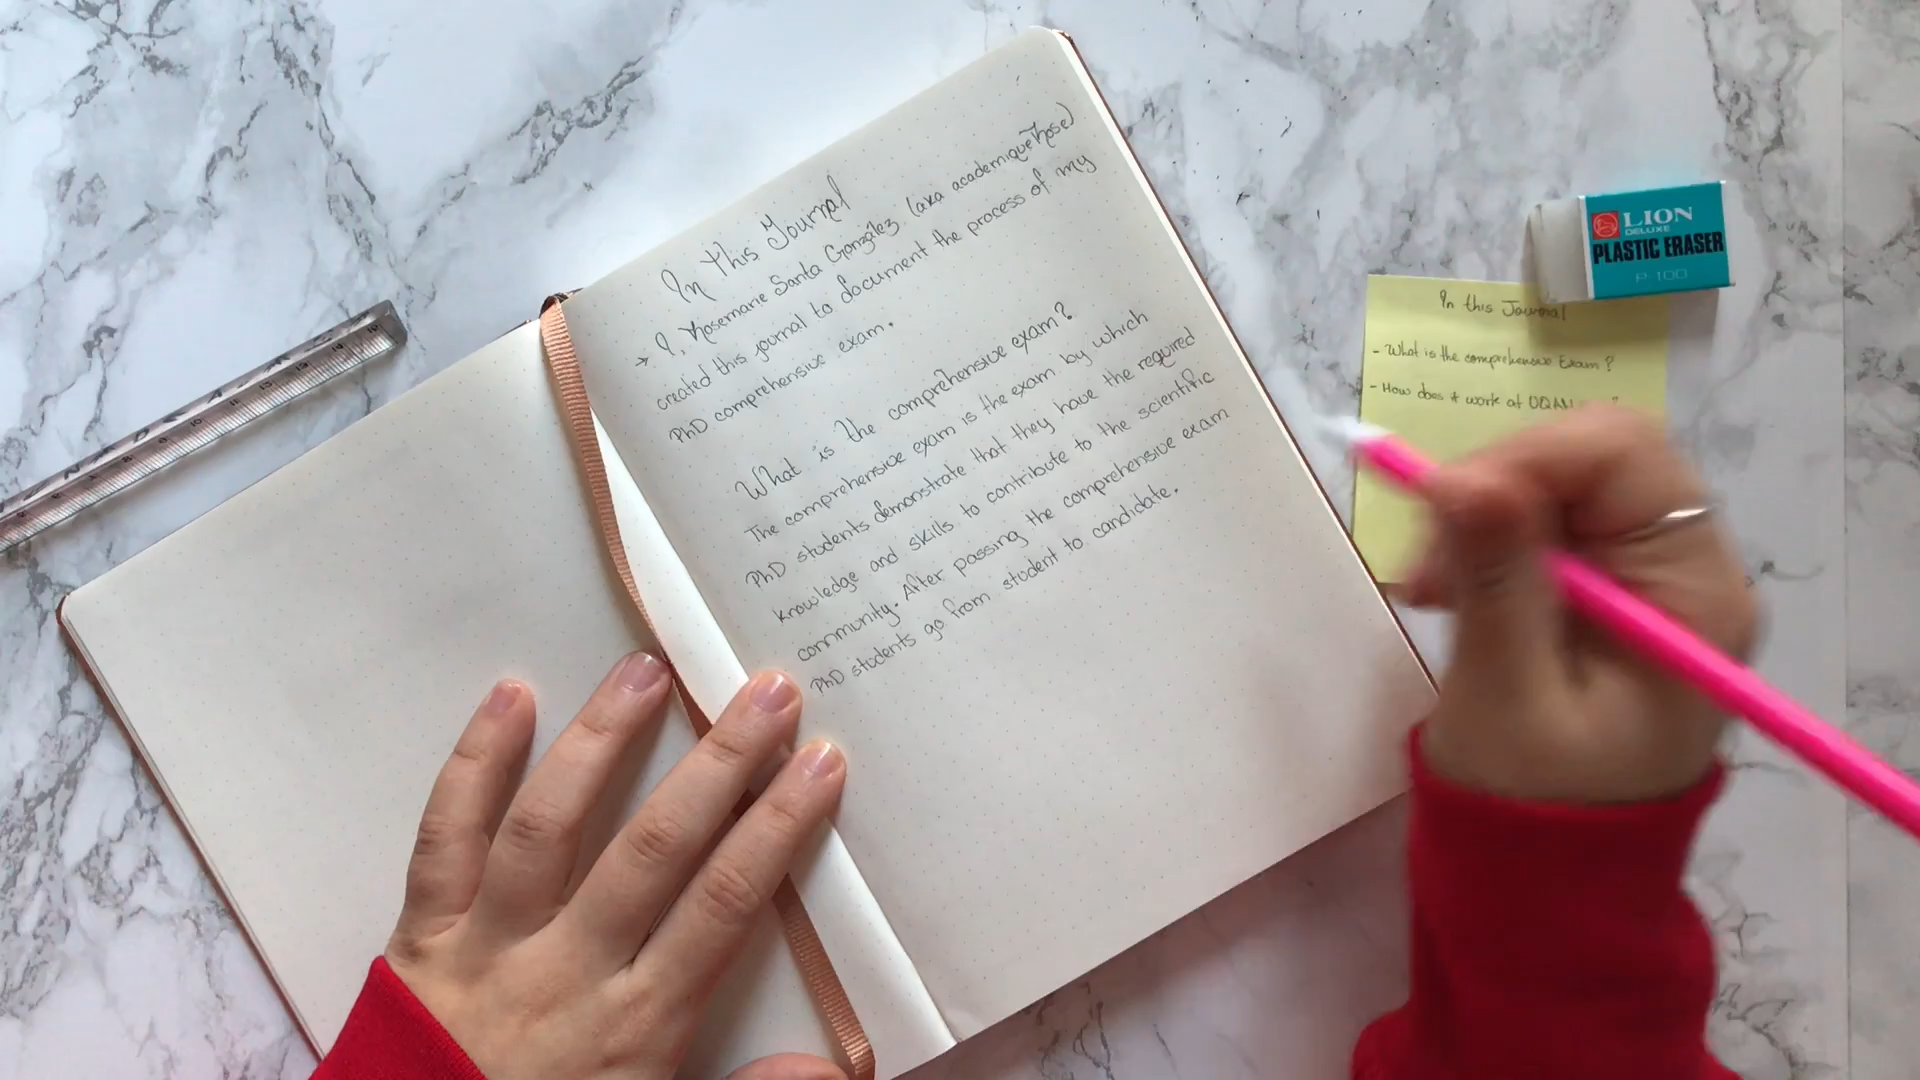 In this Journal
→ I, Rosemarie Santa González, (aka academiqueRose)
created this journal to document the process of my
PhD comprehensive exam.
What is the comprehensive exam?
The comprehensive exam is the exam by which
PhD students demonstrate that they have the required
knowledge and skills to contribute to the scientific
community. After passing the comprehensive exam
PhD students go from student to candidate.
LION
DELUXE
PLASTIC ERASER
P-100
In this Journal
- What is the comprehensive Exam?
- How does it work at ?